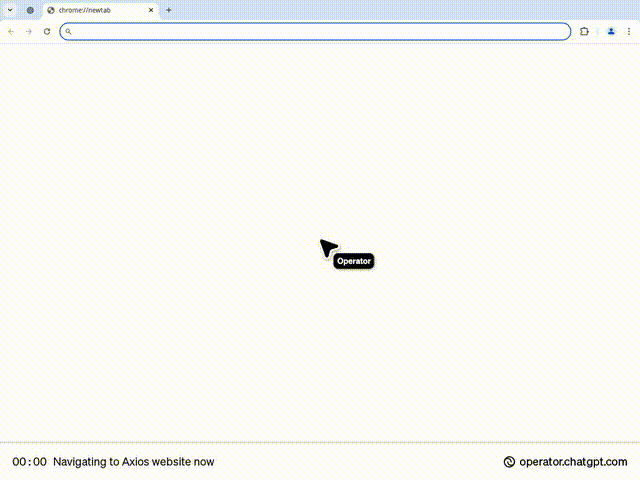 chrome://newtab
Operator
00:00 Navigating to Axios website now
operator.chatgpt.com